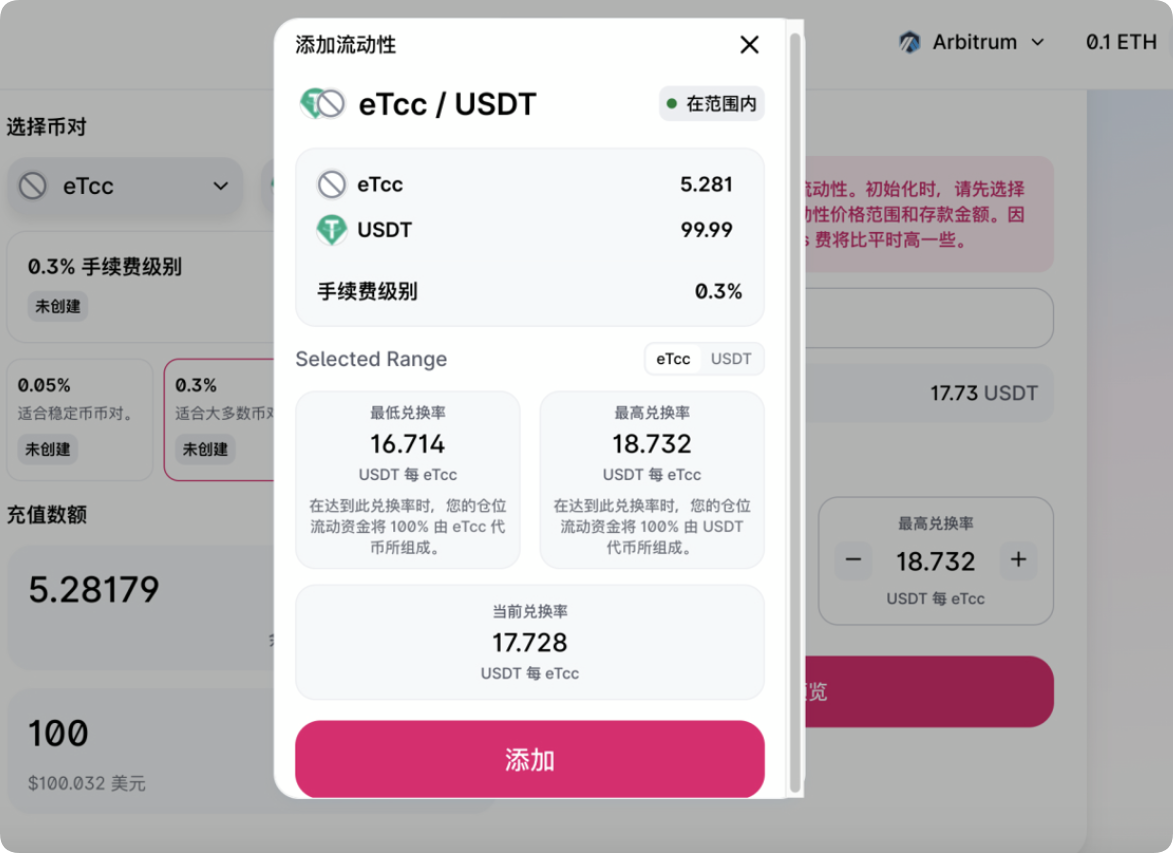 Arbitrum
0.1 ETH
选择币对
eTcc
0.3% 手续费级别
未创建
0.05%
适合稳定币币对。
未创建
0.3%
适合大多数币
未创建
充值数额
5.28179
100
$100.032 美元
添加流动性
eTcc / USDT
在范围内
eTcc
5.281
USDT
99.99
手续费级别
0.3%
Selected Range
eTcc
USDT
最低兑换率
16.714
USDT 每 eTcc
在达到此兑换率时，您的仓位
流动资金将 100% 由 eTcc 代
币所组成。
最高兑换率
18.732
USDT 每 eTcc
在达到此兑换率时，您的仓位
流动资金将 100% 由 USDT
代币所组成。
当前兑换率
17.728
USDT 每 eTcc
添加
流动性。初始化时，请先选择
动性价格范围和存款金额。因
s 费将比平时高一些。
17.73 USDT
最高兑换率
18.732
USDT 每 eTcc
览